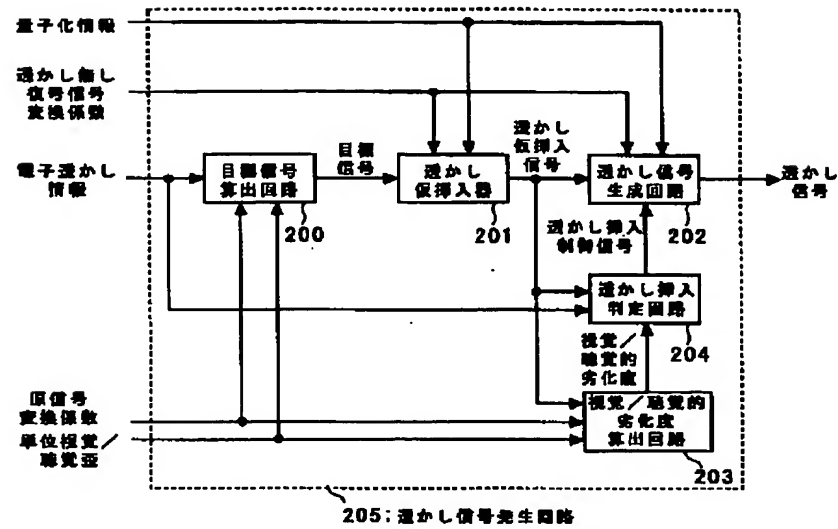 量子化情報
透かし無し
復号信号
変換係数
電子透かし
情報
目標信号
算出回路
200
目標
信号
透かし
仮挿入器
201
透かし
仮挿入
信号
透かし信号
生成回路
202
透かし
信号
透かし挿入
制御信号
透かし挿入
判定回路
204
視覚/
聴覚的
劣化度
原信号
変換係数
単位視覚/
聴覚歪
視覚/聴覚的
劣化度
算出回路
203
205;透かし信号発生回路